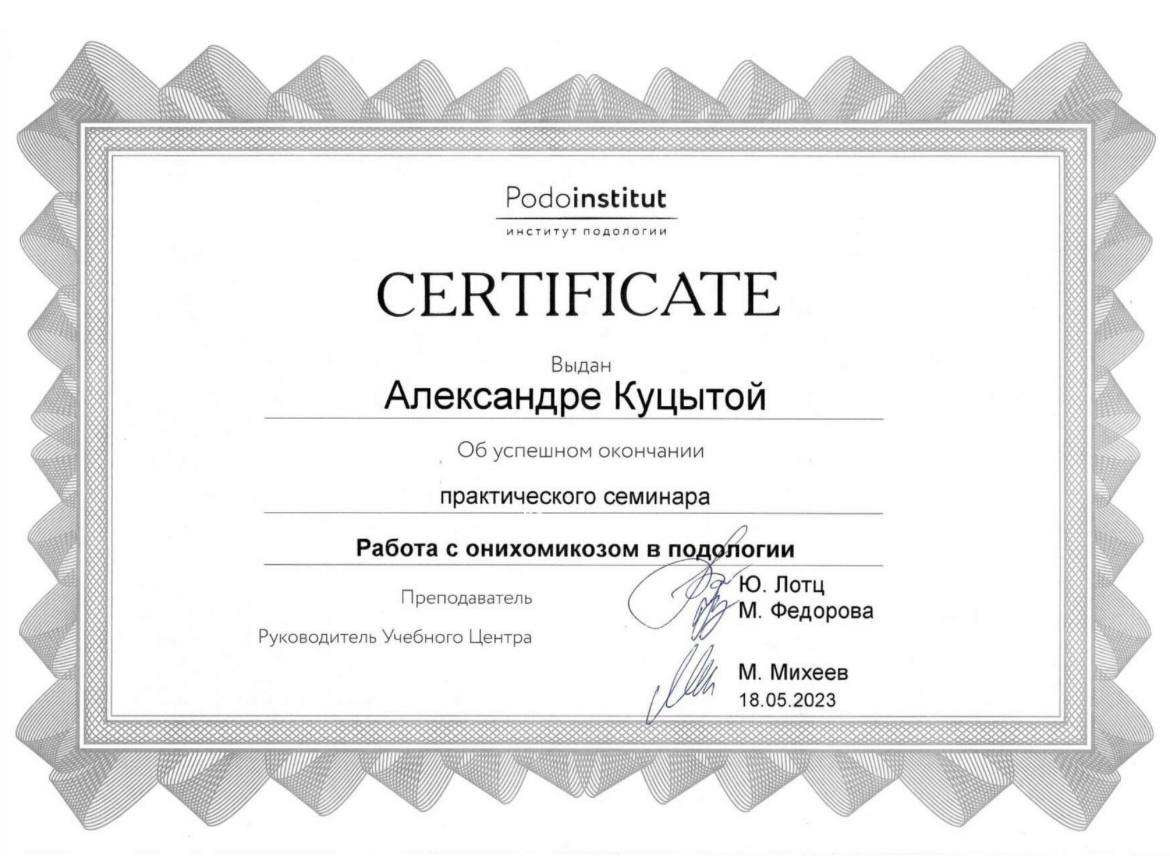 Podoinstitut
институт подологии
CERTIFICATE
Выдан
Александре Куцытой
Об успешном окончании
практического семинара
Работа с онихомикозом в подологии
Преподаватель
Ю. Лотц
М. Федорова
Руководитель Учебного Центра
М. Михеев
18.05.2023